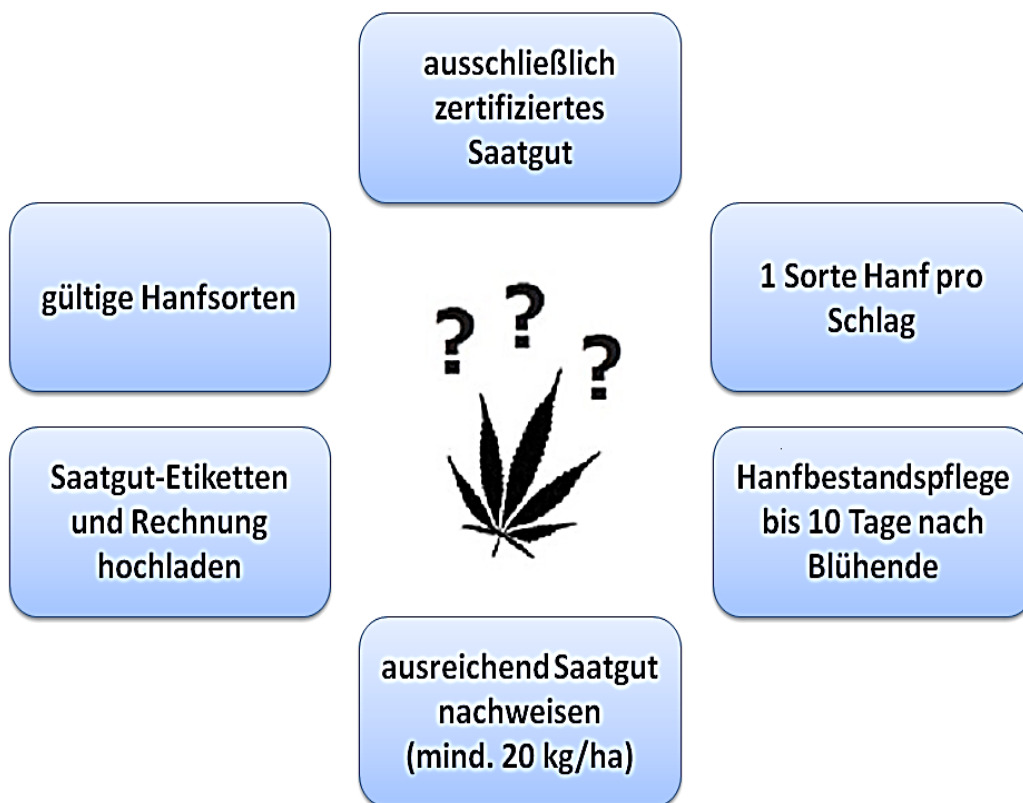 ausschließlich
zertifiziertes
Saatgut
gültige Hanfsorten
1 Sorte Hanf pro
Schlag
? ? ?
Saatgut-Etiketten
und Rechnung
hochladen
Hanfbestandspflege
bis 10 Tage nach
Blühende
ausreichend Saatgut
nachweisen
(mind. 20 kg/ha)